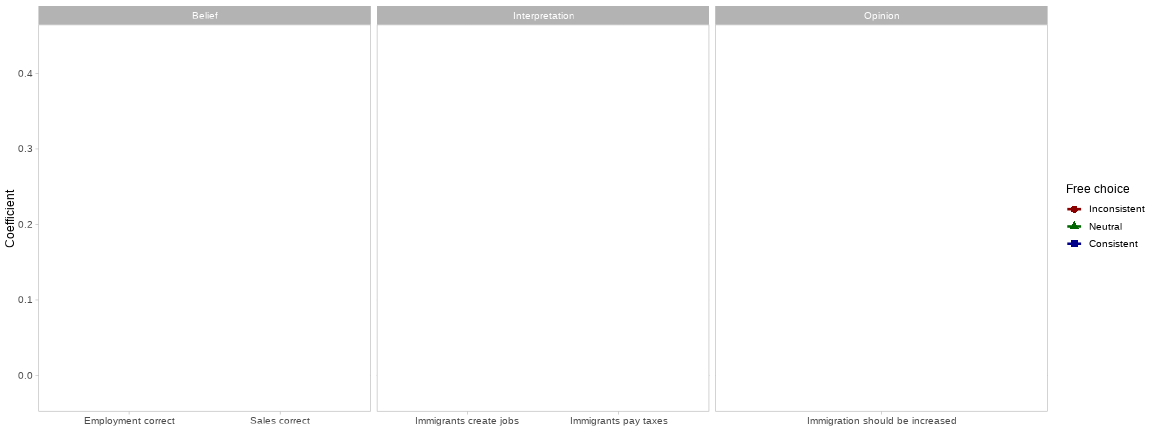 Belief
Interpretation
Opinion
Coefficient
0.4
0.3
0.2
0.1
0.0
Employment correct
Sales correct
Immigrants create jobs
Immigrants pay taxes
Immigration should be increased
Free choice
Inconsistent
Neutral
Consistent